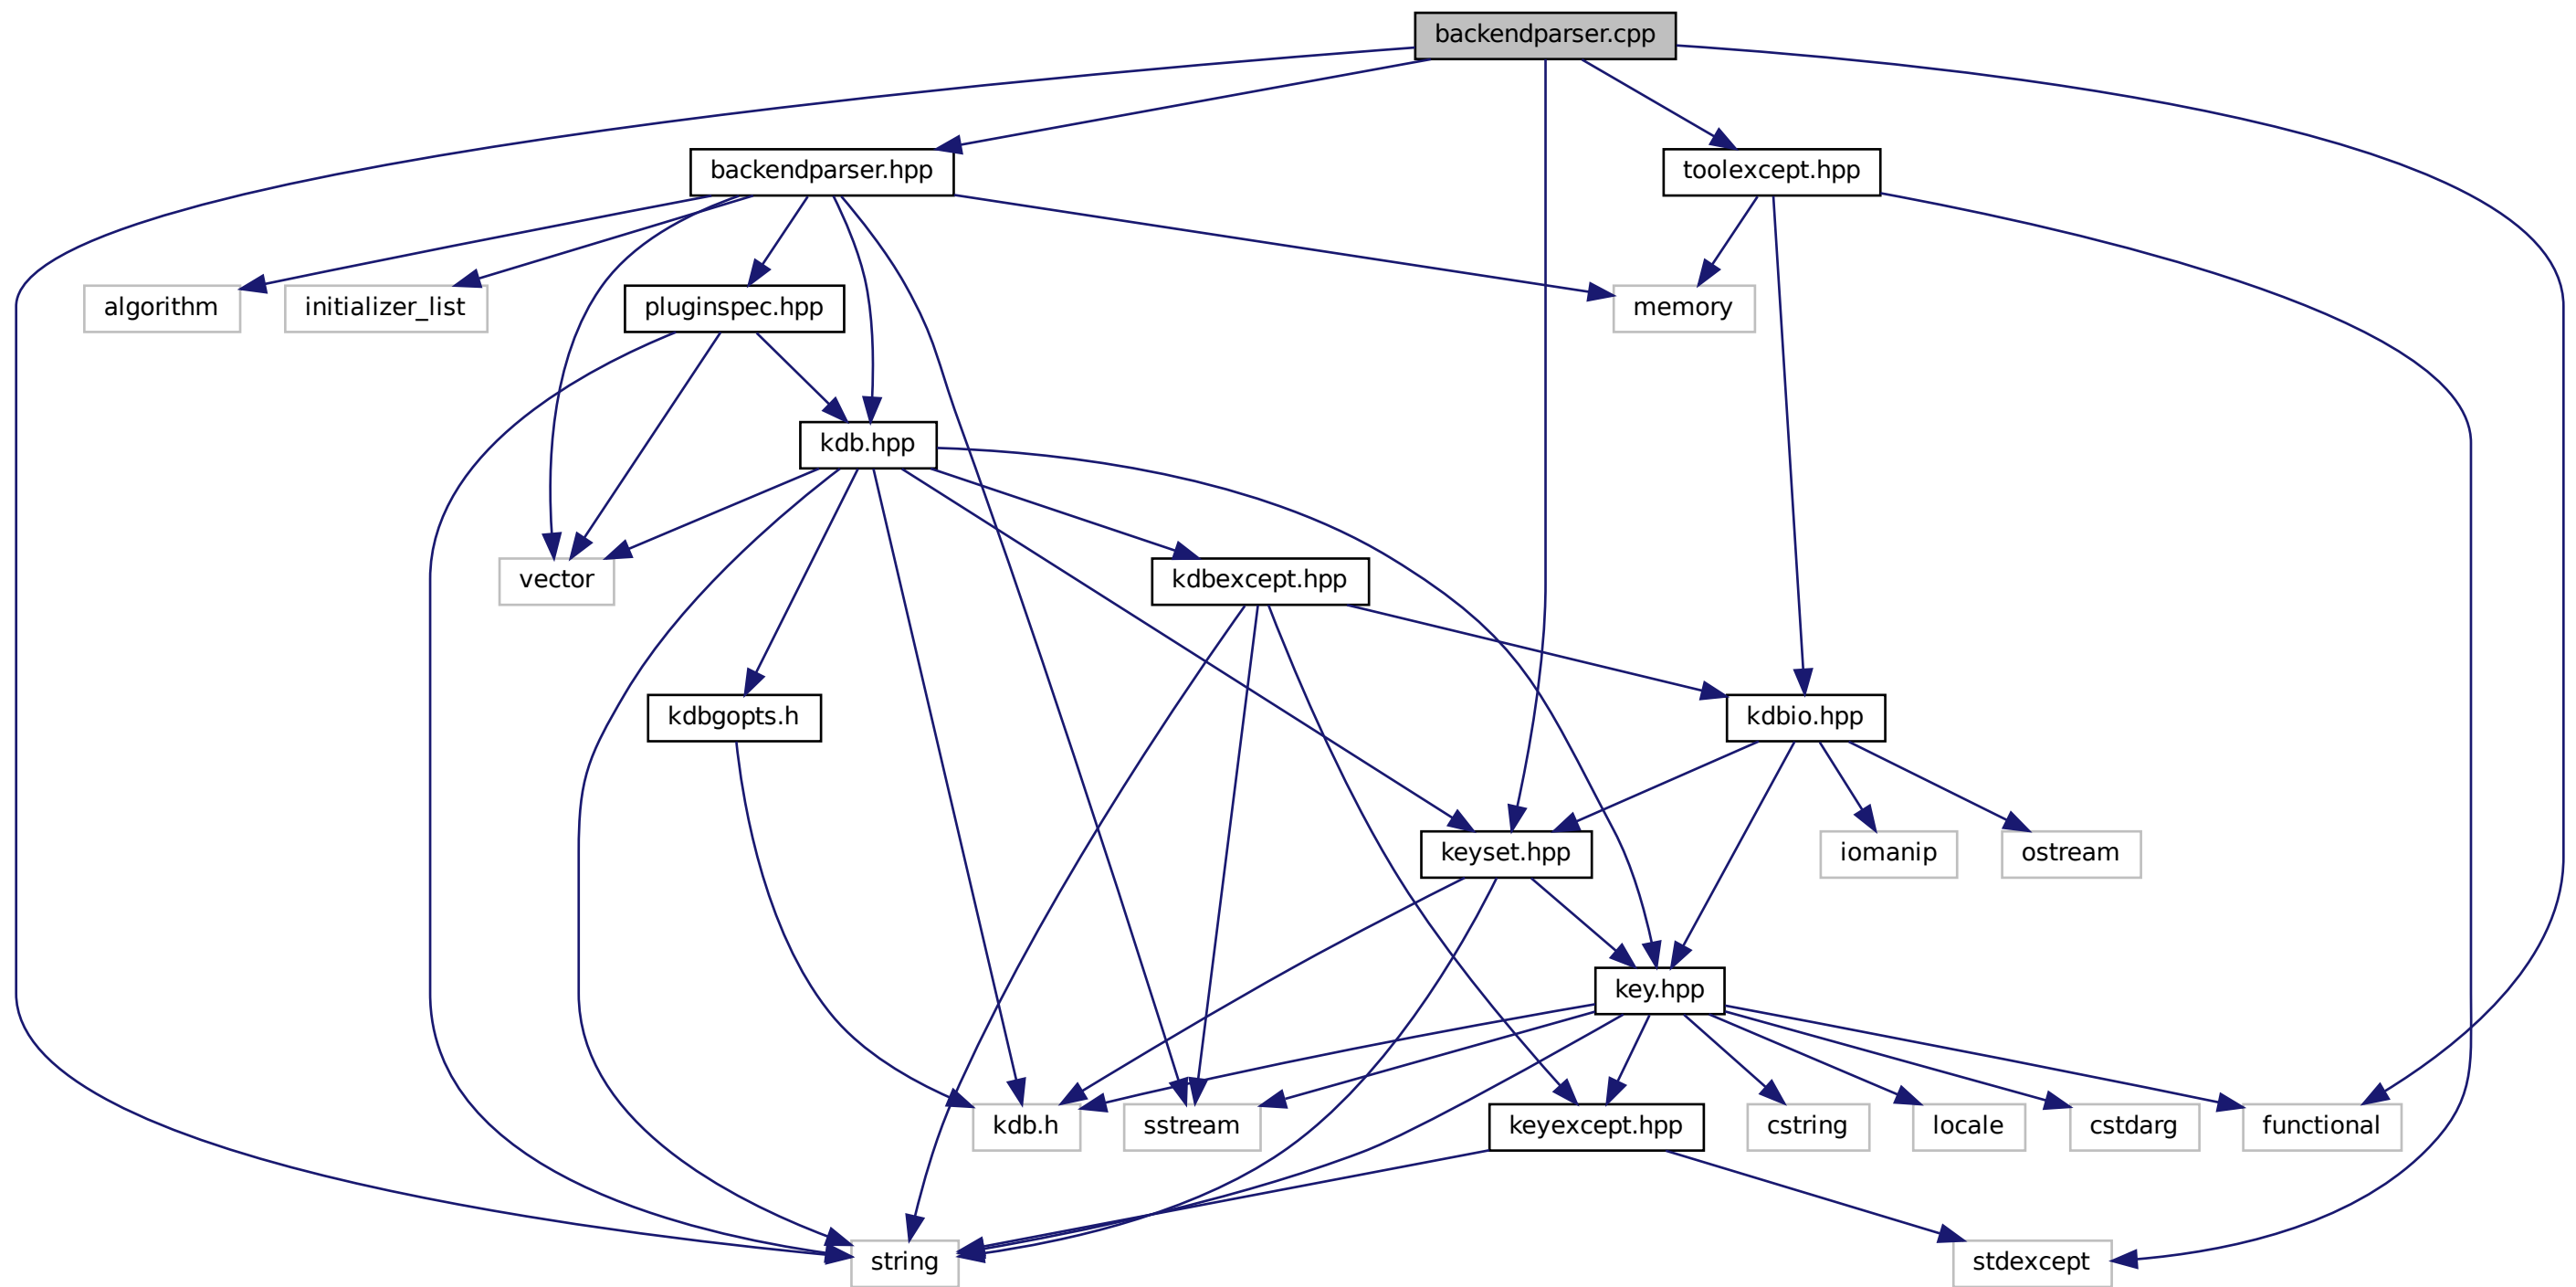 backendparser.cpp
backendparser.hpp
toolexcept.hpp
algorithm
initializer_list
pluginspec.hpp
memory
kdb.hpp
vector
kdbexcept.hpp
kdbgopts.h
kdbio.hpp
keyset.hpp
iomanip
ostream
key.hpp
kdb.h
sstream
keyexcept.hpp
cstring
locale
cstdarg
functional
string
stdexcept